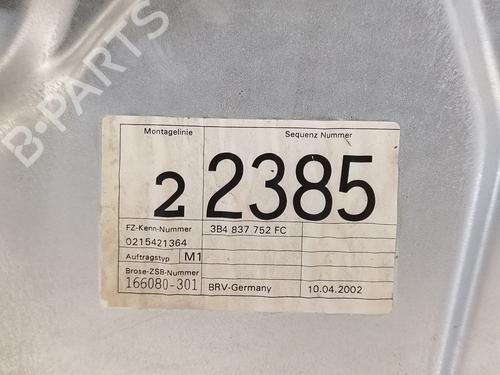 B-PARTS
Montagelinie Sequenz Nummer
2 2385
FZ-Kenn-Nummer 3B4 837 752 FC
0215421364
Auftragstyp M1
Brose-ZSB-Nummer
166080-301 BRV-Germany 10.04.2002